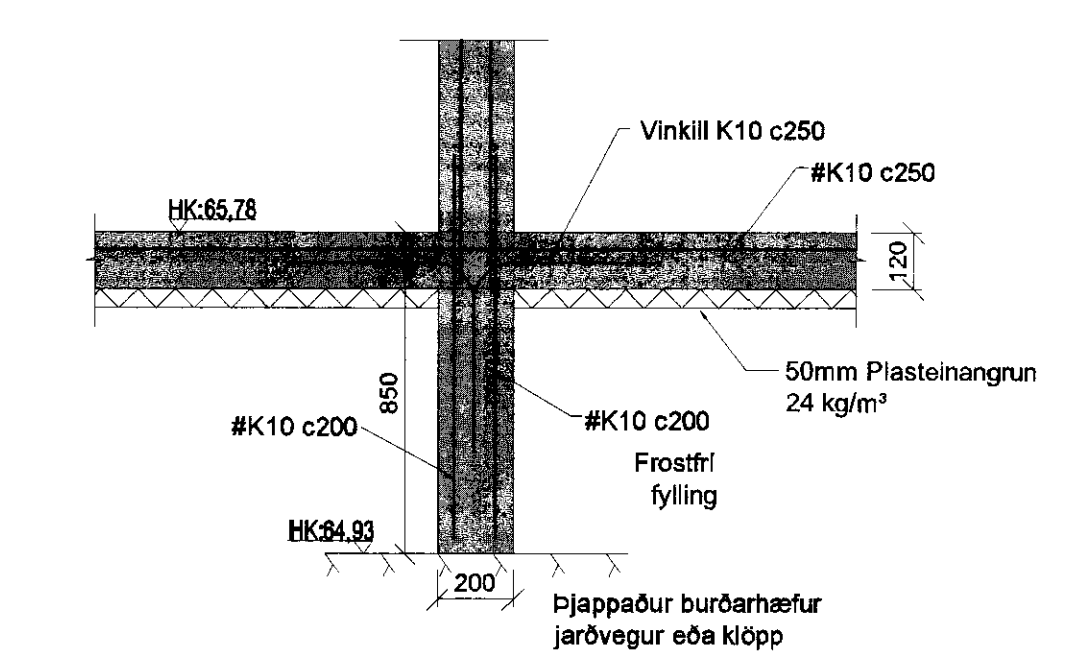 Vinkill K10 c250
#K10 c250
HK:65,78
120
50mm Plasteinangrun
24 kg/m³
850
#K10 c200
#K10 c200
Frostfrí
fylling
HK:64,93
200
Þjappaður burðarhæfur
jarðvegur eða klöpp